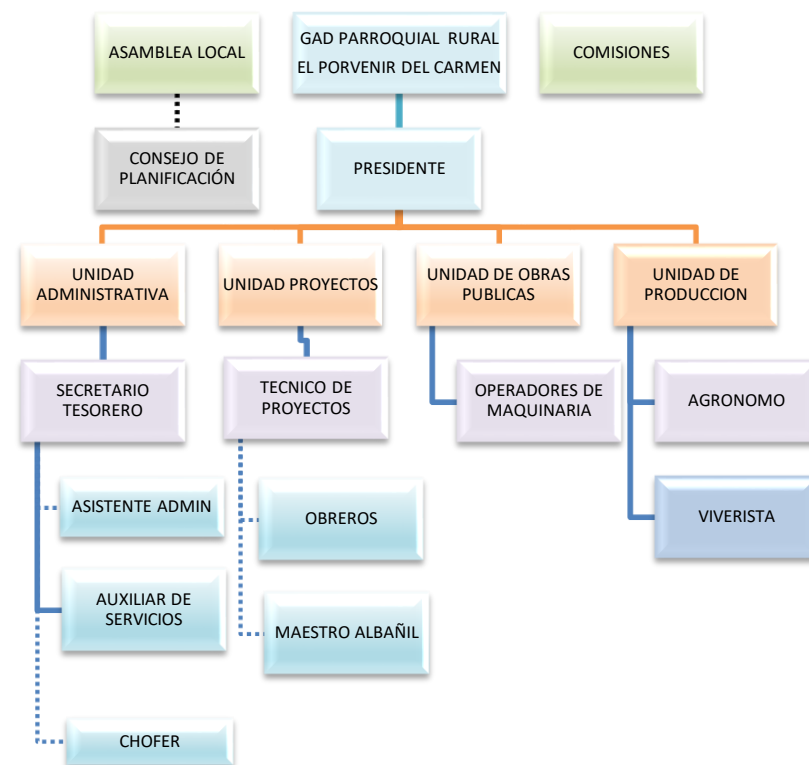 ASAMBLEA LOCAL
GAD PARROQUIAL RURAL
EL PORVENIR DEL CARMEN
COMISIONES
CONSEJO DE
PLANIFICACIÓN
PRESIDENTE
UNIDAD
ADMINISTRATIVA
UNIDAD PROYECTOS
UNIDAD DE OBRAS
PUBLICAS
UNIDAD DE
PRODUCCION
SECRETARIO
TESORERO
TECNICO DE
PROYECTOS
OPERADORES DE
MAQUINARIA
AGRONOMO
ASISTENTE ADMIN
OBREROS
VIVERISTA
AUXILIAR DE
SERVICIOS
MAESTRO ALBAÑIL
CHOFER